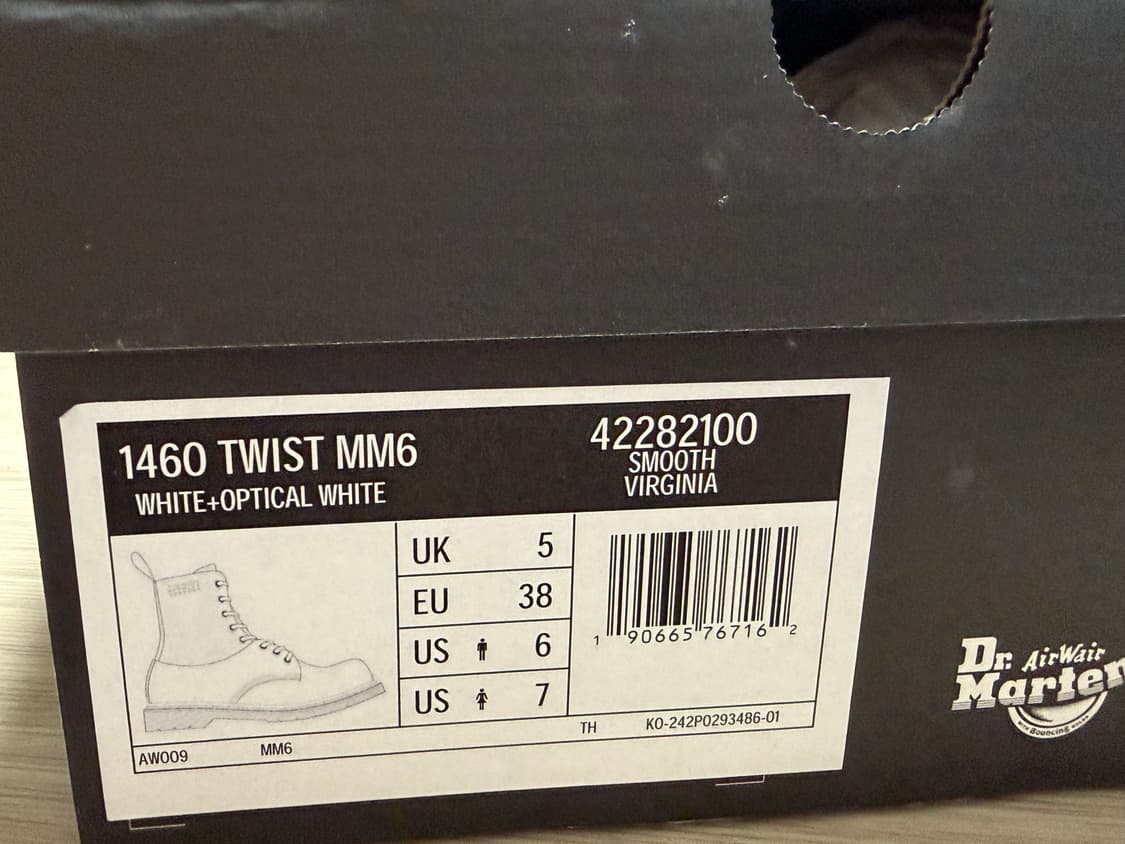 1460 TWIST MM6
WHITE+OPTICAL WHITE
42282100
SMOOTH
VIRGINIA
UK 5
EU 38
US 6
US 7
1 90665 76716 2
TH KO-242P0293486-01
AW009 MM6
Dr. AirWair
Marten
Bouncing